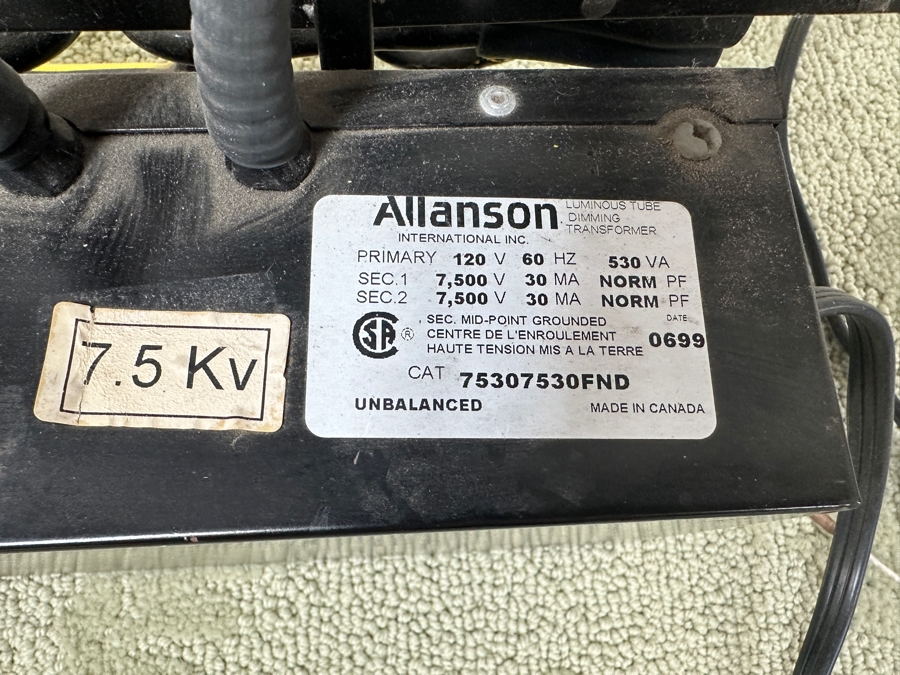 Allanson
INTERNATIONAL INC.
LUMINOUS TUBE
DIMMING
TRANSFORMER
PRIMARY 120 V 60 HZ 530 VA
SEC.1 7,500 V 30 MA NORM PF
SEC.2 7,500 V 30 MA NORM PF
SA ®
SEC. MID-POINT GROUNDED
CENTRE DE L'ENROULEMENT
HAUTE TENSION MIS A LA TERRE
DATE
0699
CAT 75307530FND
UNBALANCED MADE IN CANADA
7.5 Kv